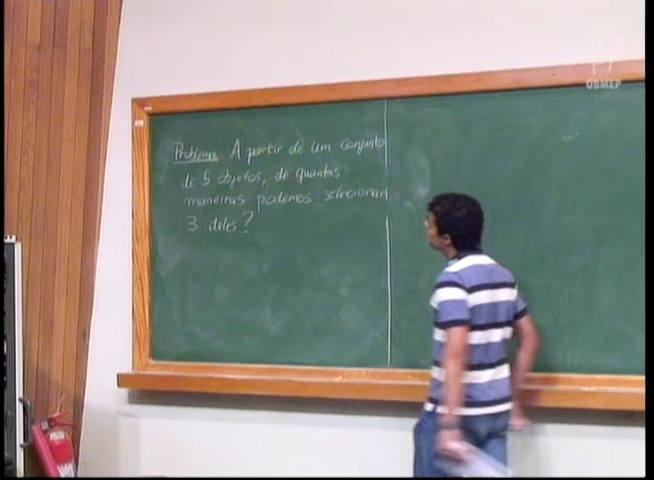 Problema A partir de um conjunto
de 5 objetos, de quantas
maneiras podemos selecionar
3 deles?
OBMEP